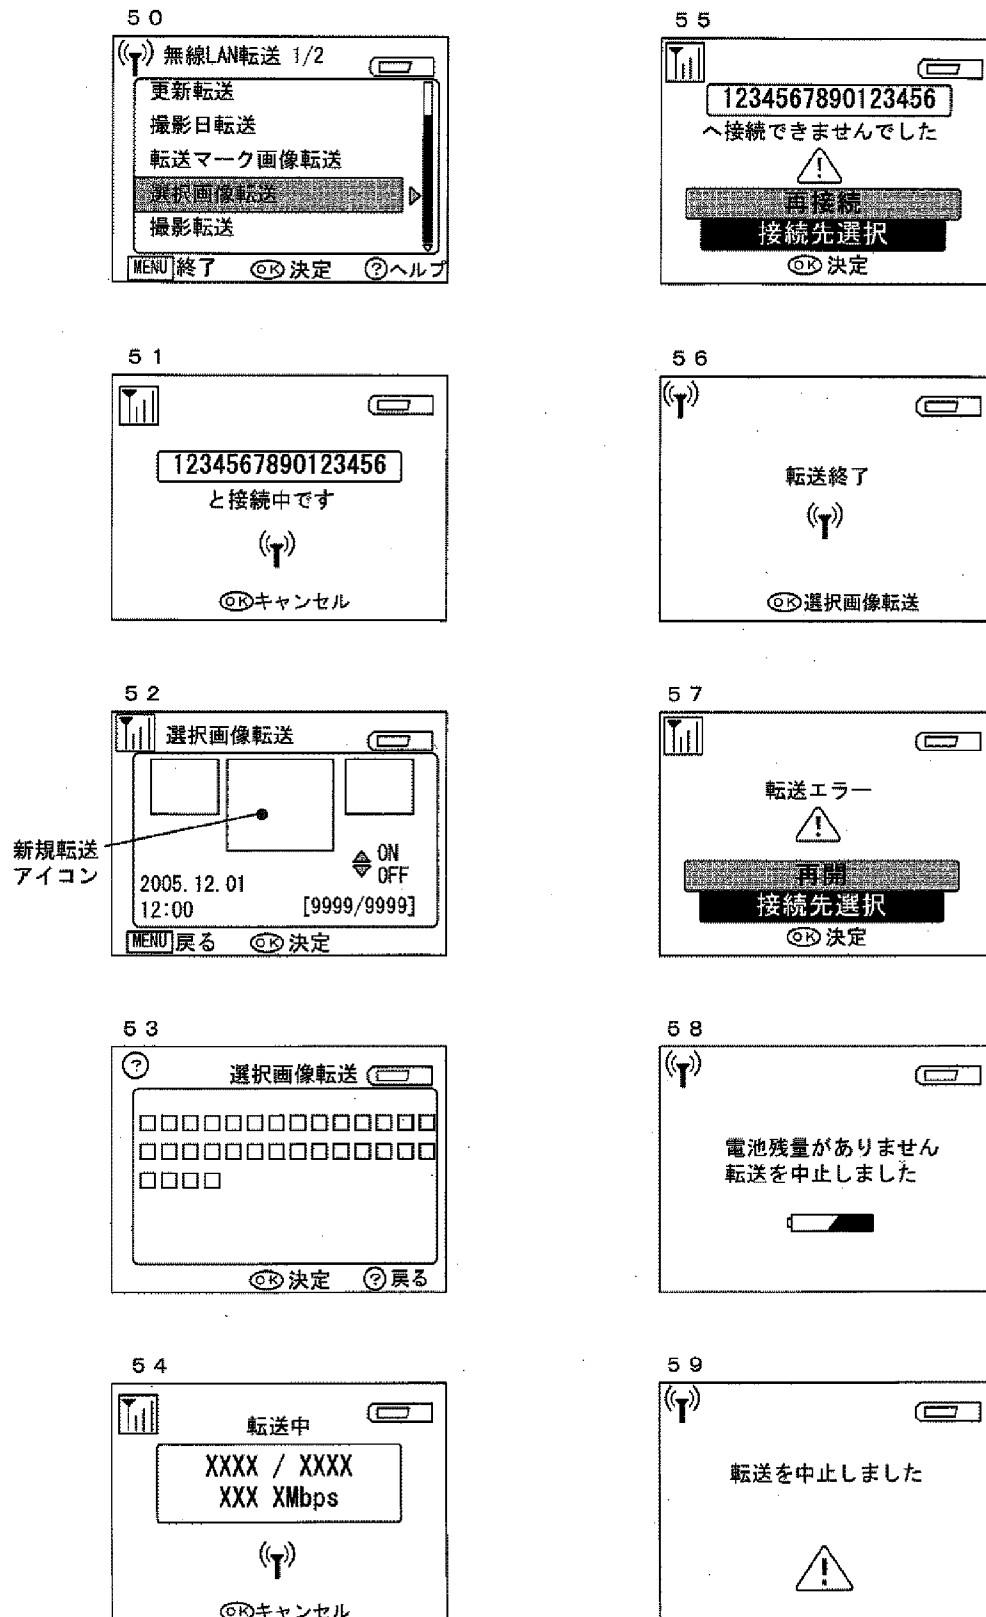 50
無線LAN転送 1/2
更新転送
撮影日転送
転送マーク画像転送
選択画像転送
撮影転送
MENU 終了 OK 決定 ? ヘルプ
51
1234567890123456
と接続中です
OK キャンセル
52
選択画像転送
新規転送
アイコン
ON
OFF
2005.12.01
12:00 [9999/9999]
MENU 戻る OK 決定
53
? 選択画像転送
□□□□□□□□□□□□□□
□□□□□□□□□□□□□□
□□□□
OK 決定 ? 戻る
54
転送中
XXXX / XXXX
XXX XMbps
OK キャンセル
55
1234567890123456
へ接続できませんでした
再接続
接続先選択
OK 決定
56
転送終了
OK 選択画像転送
57
転送エラー
再開
接続先選択
OK 決定
58
電池残量がありません
転送を中止しました
59
転送を中止しました